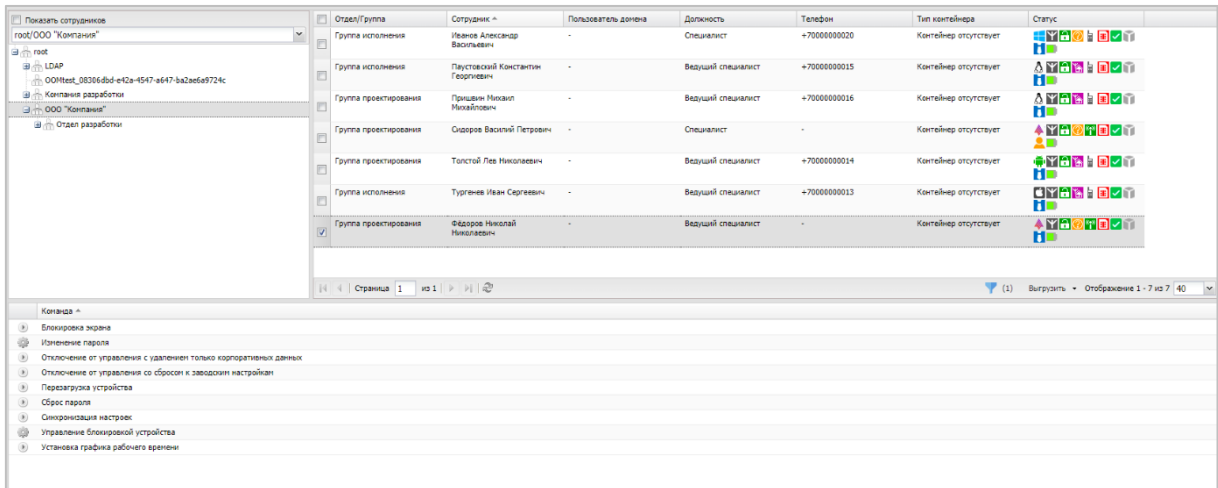 Показать сотрудников
root/ООО "Компания"
root
LDAP
OOMtest_08306dbd-e42a-4547-a647-ba2ae6a9724c
Компания разработки
ООО "Компания"
Отдел разработки
Отдел/Группа Сотрудник Пользователь домена Должность Телефон Тип контейнера Статус
Группа исполнения Иванов Александр - Специалист +70000000020 Контейнер отсутствует
Васильевич
Группа исполнения Паустовский Константин - Ведущий специалист +70000000015 Контейнер отсутствует
Георгиевич
Группа проектирования Пришвин Михаил - Ведущий специалист +70000000016 Контейнер отсутствует
Михайлович
Группа проектирования Сидоров Василий Петрович - Специалист - Контейнер отсутствует
Группа проектирования Толстой Лев Николаевич - Ведущий специалист +70000000014 Контейнер отсутствует
Группа исполнения Тургенев Иван Сергеевич - Ведущий специалист +70000000013 Контейнер отсутствует
Группа проектирования Фёдоров Николай - Ведущий специалист - Контейнер отсутствует
Николаевич
Страница 1 из 1 (1) Выгрузить Отображение 1 - 7 из 7 40
Команда
Блокировка экрана
Изменение пароля
Отключение от управления с удалением только корпоративных данных
Отключение от управления со сбросом к заводским настройкам
Перезагрузка устройства
Сброс пароля
Синхронизация настроек
Управление блокировкой устройства
Установка графика рабочего времени